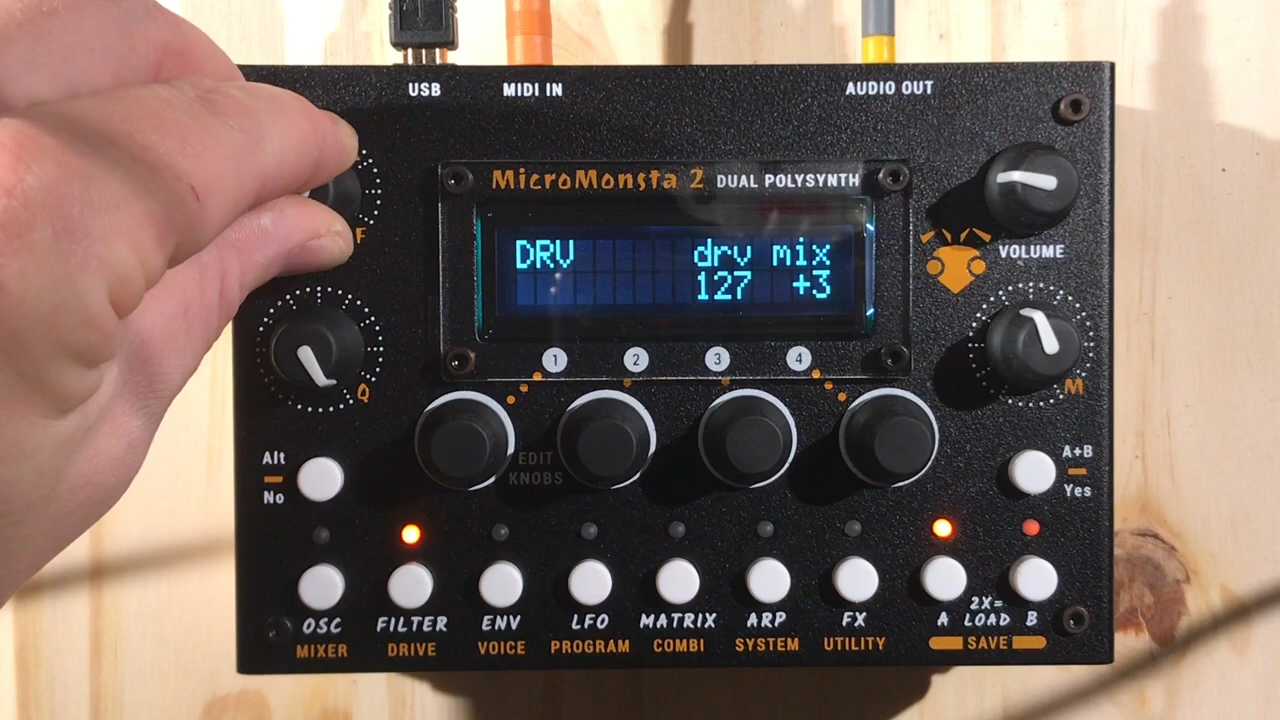 USB
MIDI IN
AUDIO OUT
MicroMonsta 2 DUAL POLYSYNTH
F
VOLUME
DRV drv mix
127 +3
1 2 3 4
Q
M
EDIT
KNOBS
Alt
No
A+B
Yes
OSC FILTER ENV LFO MATRIX ARP FX A 2X= LOAD B
MIXER DRIVE VOICE PROGRAM COMBI SYSTEM UTILITY SAVE